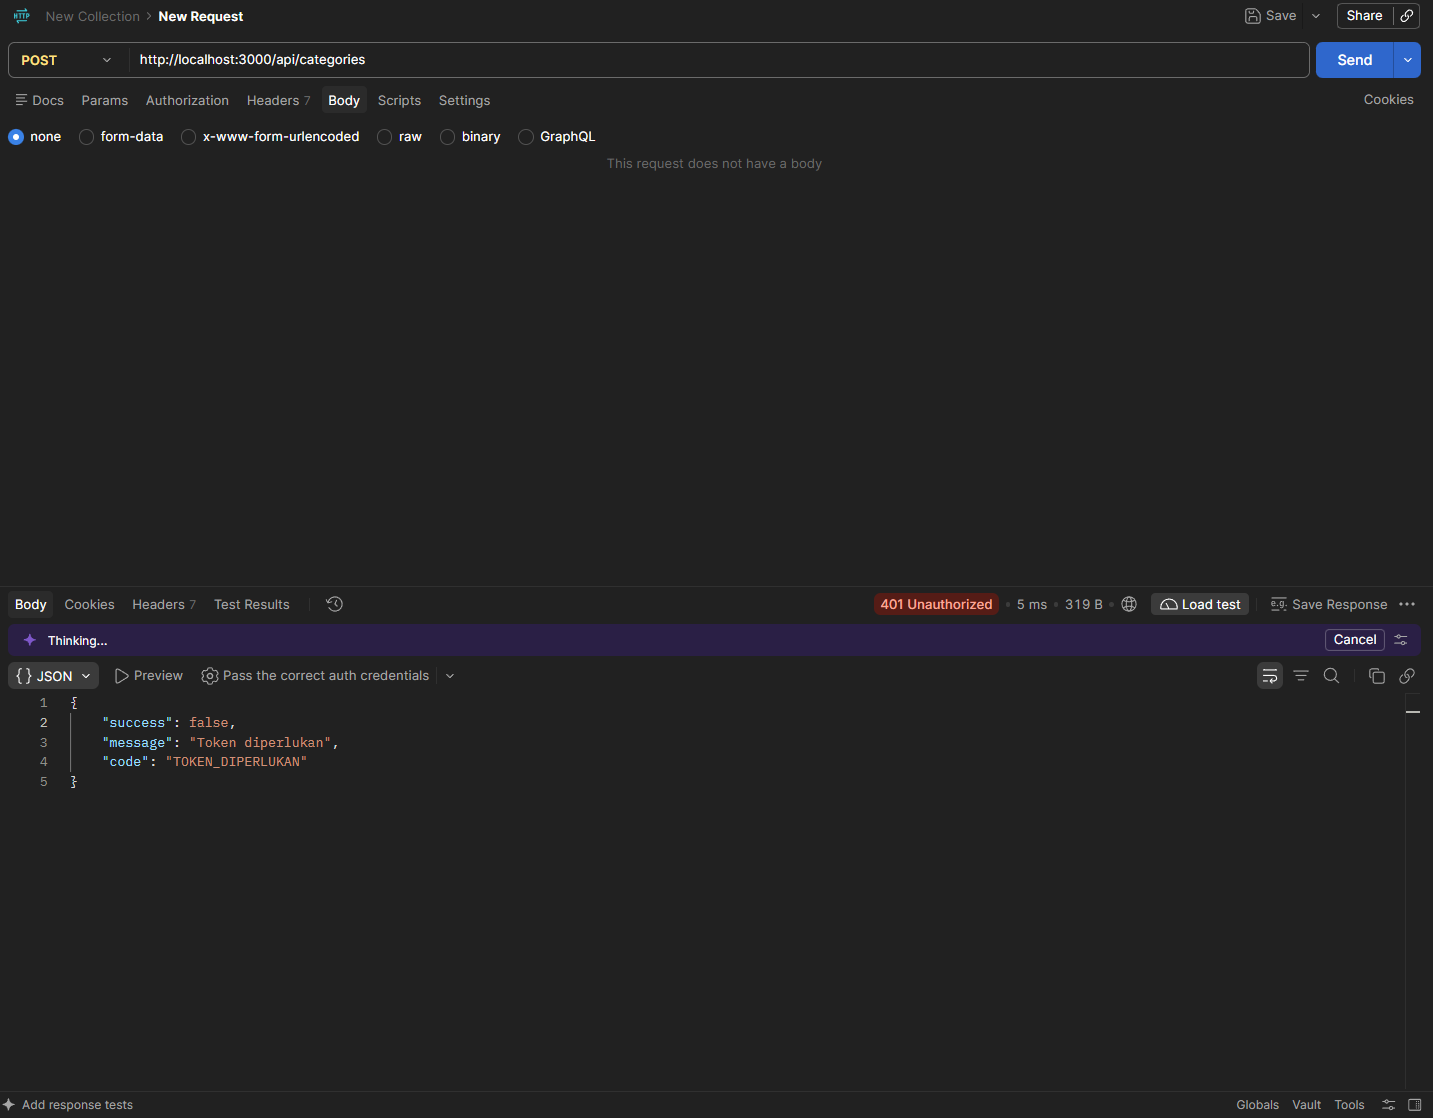 HTTP New Collection > New Request Save Share
POST http://localhost:3000/api/categories Send
Docs Params Authorization Headers 7 Body Scripts Settings Cookies
none form-data x-www-form-urlencoded raw binary GraphQL
This request does not have a body
Body Cookies Headers 7 Test Results 401 Unauthorized • 5 ms • 319 B • Load test e.g. Save Response
Thinking... Cancel
{} JSON Preview Pass the correct auth credentials
1 {
2 "success": false,
3 "message": "Token diperlukan",
4 "code": "TOKEN_DIPERLUKAN"
5 }
Add response tests Globals Vault Tools